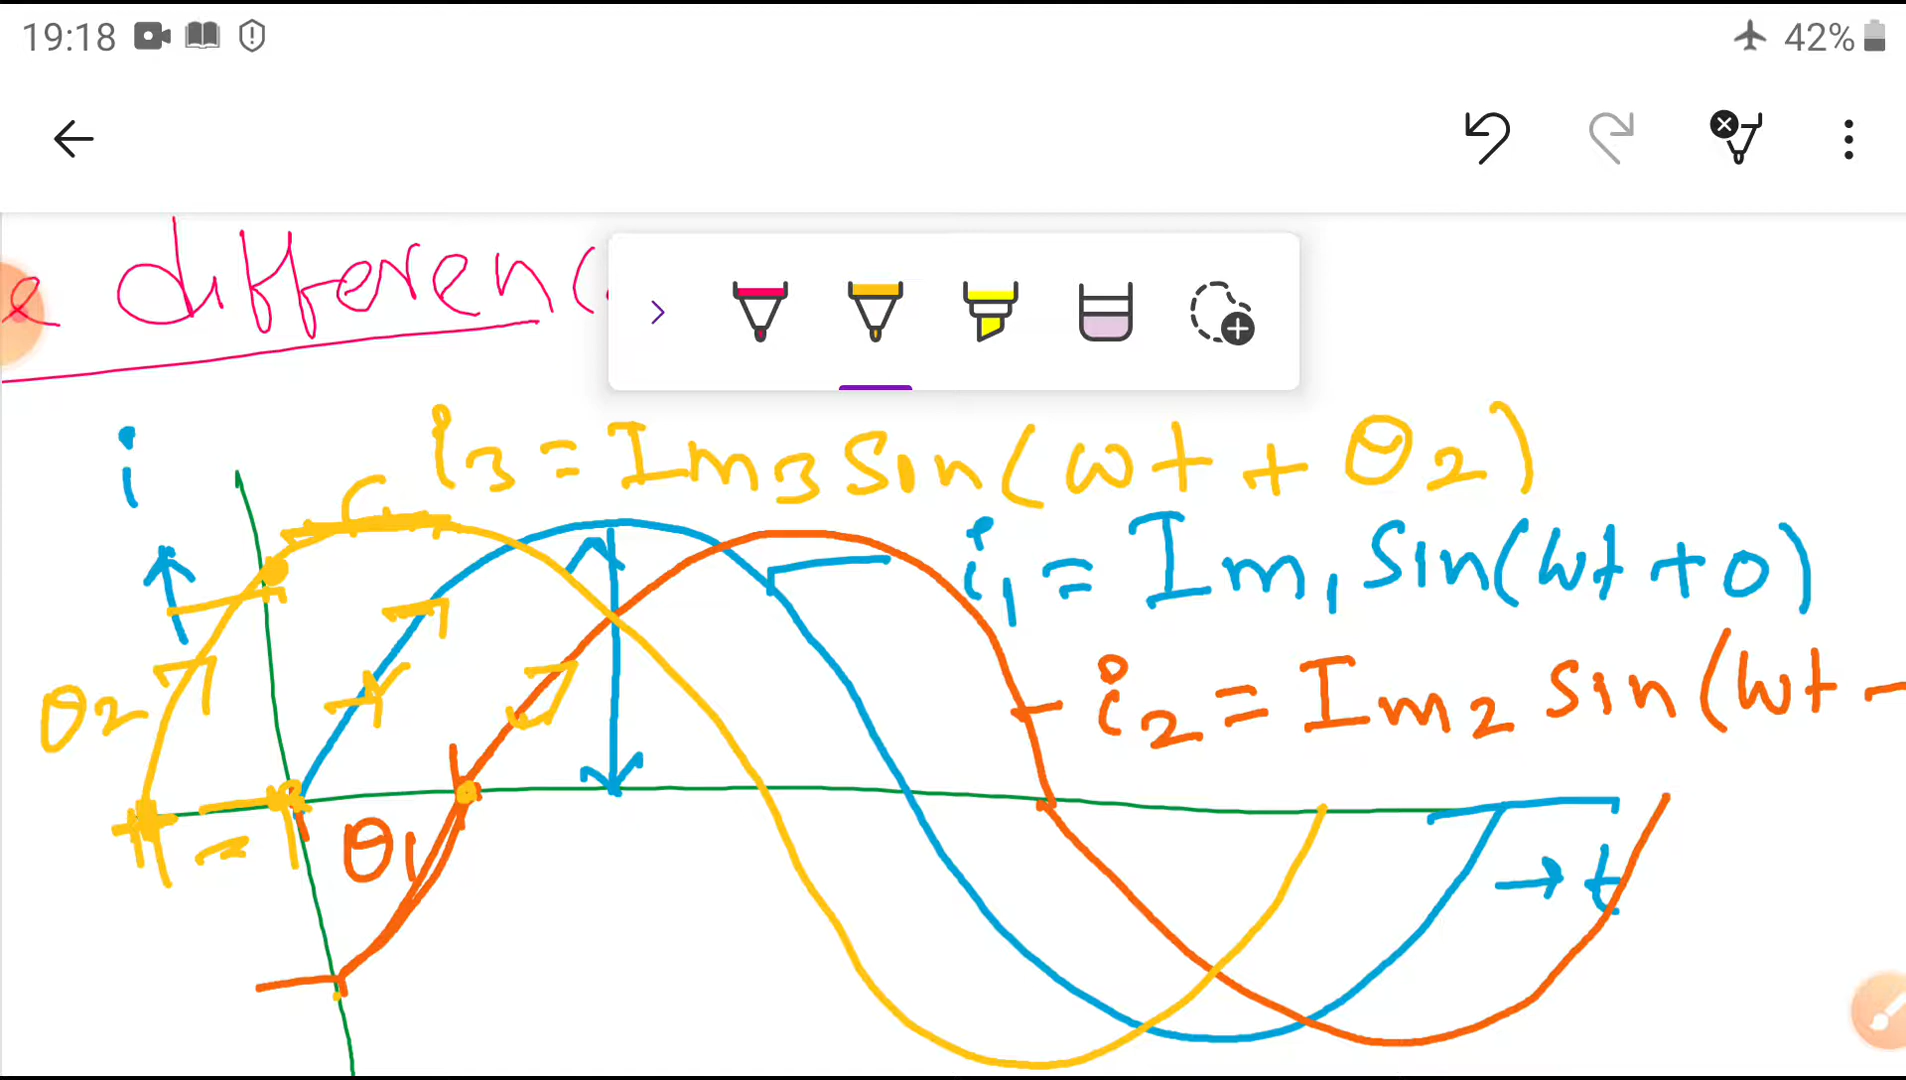 19:18 42%
e differenc
i
i3 = Im3 Sin(ωt + θ2)
i1 = Im1 Sin(ωt + 0)
i2 = Im2 Sin(ωt -
θ2
θ1
→ t